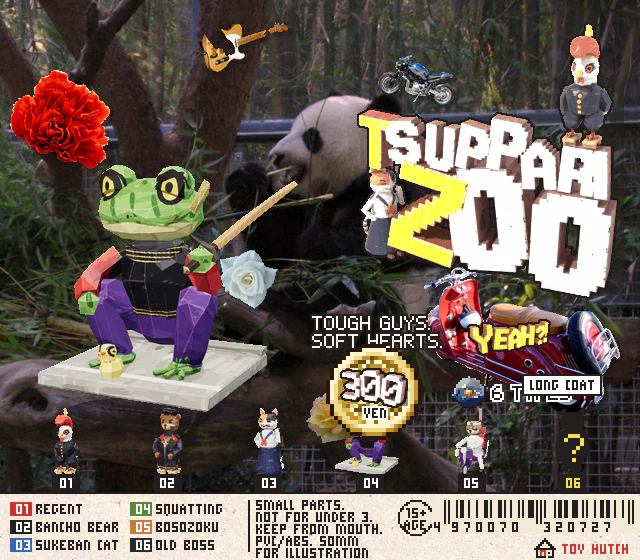 TSUPPARI
ZOO
TOUGH GUYS.
SOFT HEARTS.
YEAH?
300
YEN
LONG COAT
01
02
03
04
05
?
06
01 REGENT
02 BANCHO BEAR
03 SUKEBAN CAT
04 SQUATTING
05 BOSOZOKU
06 OLD BOSS
SMALL PARTS.
NOT FOR UNDER 3.
KEEP FROM MOUTH.
PVC/ABS. 50MM
FOR ILLUSTRATION
15+
AGE
4 970070 320727
TOY HUTCH